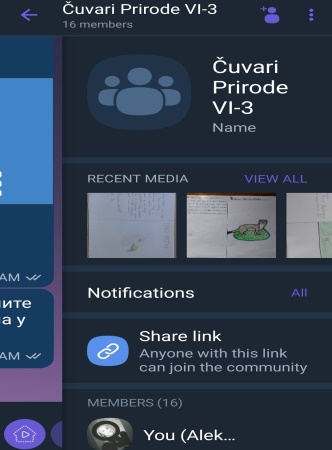 Čuvari Prirode VI-3
16 members
Čuvari
Prirode
VI-3
Name
RECENT MEDIA
VIEW ALL
AM
ите
а у
AM
Notifications
All
Share link
Anyone with this link
can join the community
MEMBERS (16)
You (Alek...